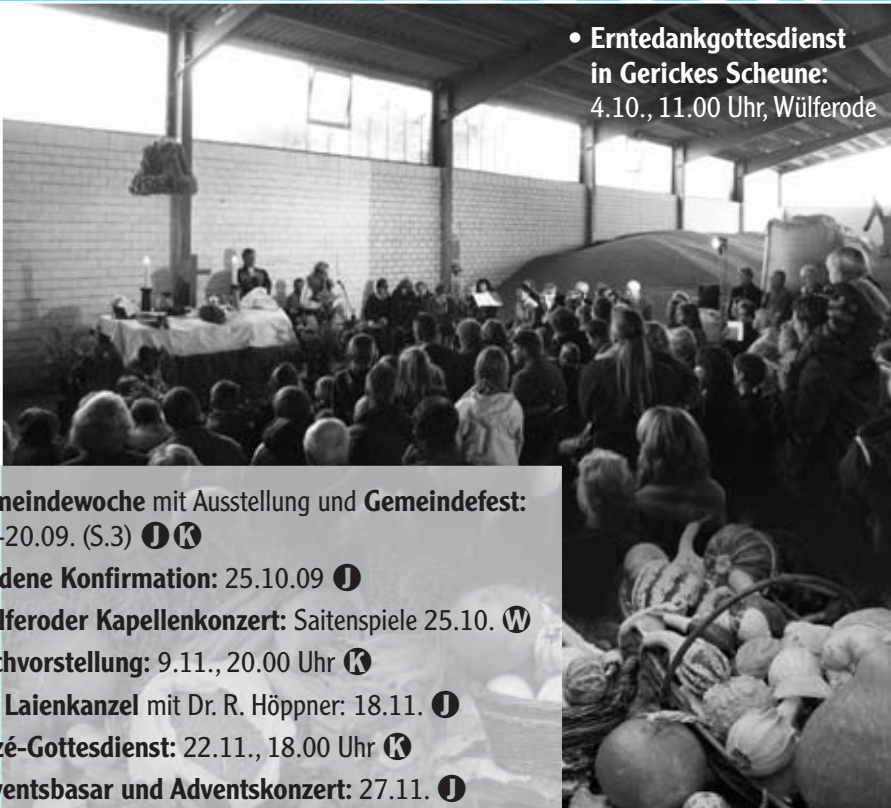 • Erntedankgottesdienst
in Gerickes Scheune:
4.10., 11.00 Uhr, Wülferode
meindewoche mit Ausstellung und Gemeindefest:
-20.09. (S.3) J K
dene Konfirmation: 25.10.09 J
lferoder Kapellenkonzert: Saitenspiele 25.10. W
chvorstellung: 9.11., 20.00 Uhr K
Laienkanzel mit Dr. R. Höppner: 18.11. J
zé-Gottesdienst: 22.11., 18.00 Uhr K
ventsbasar und Adventskonzert: 27.11. J